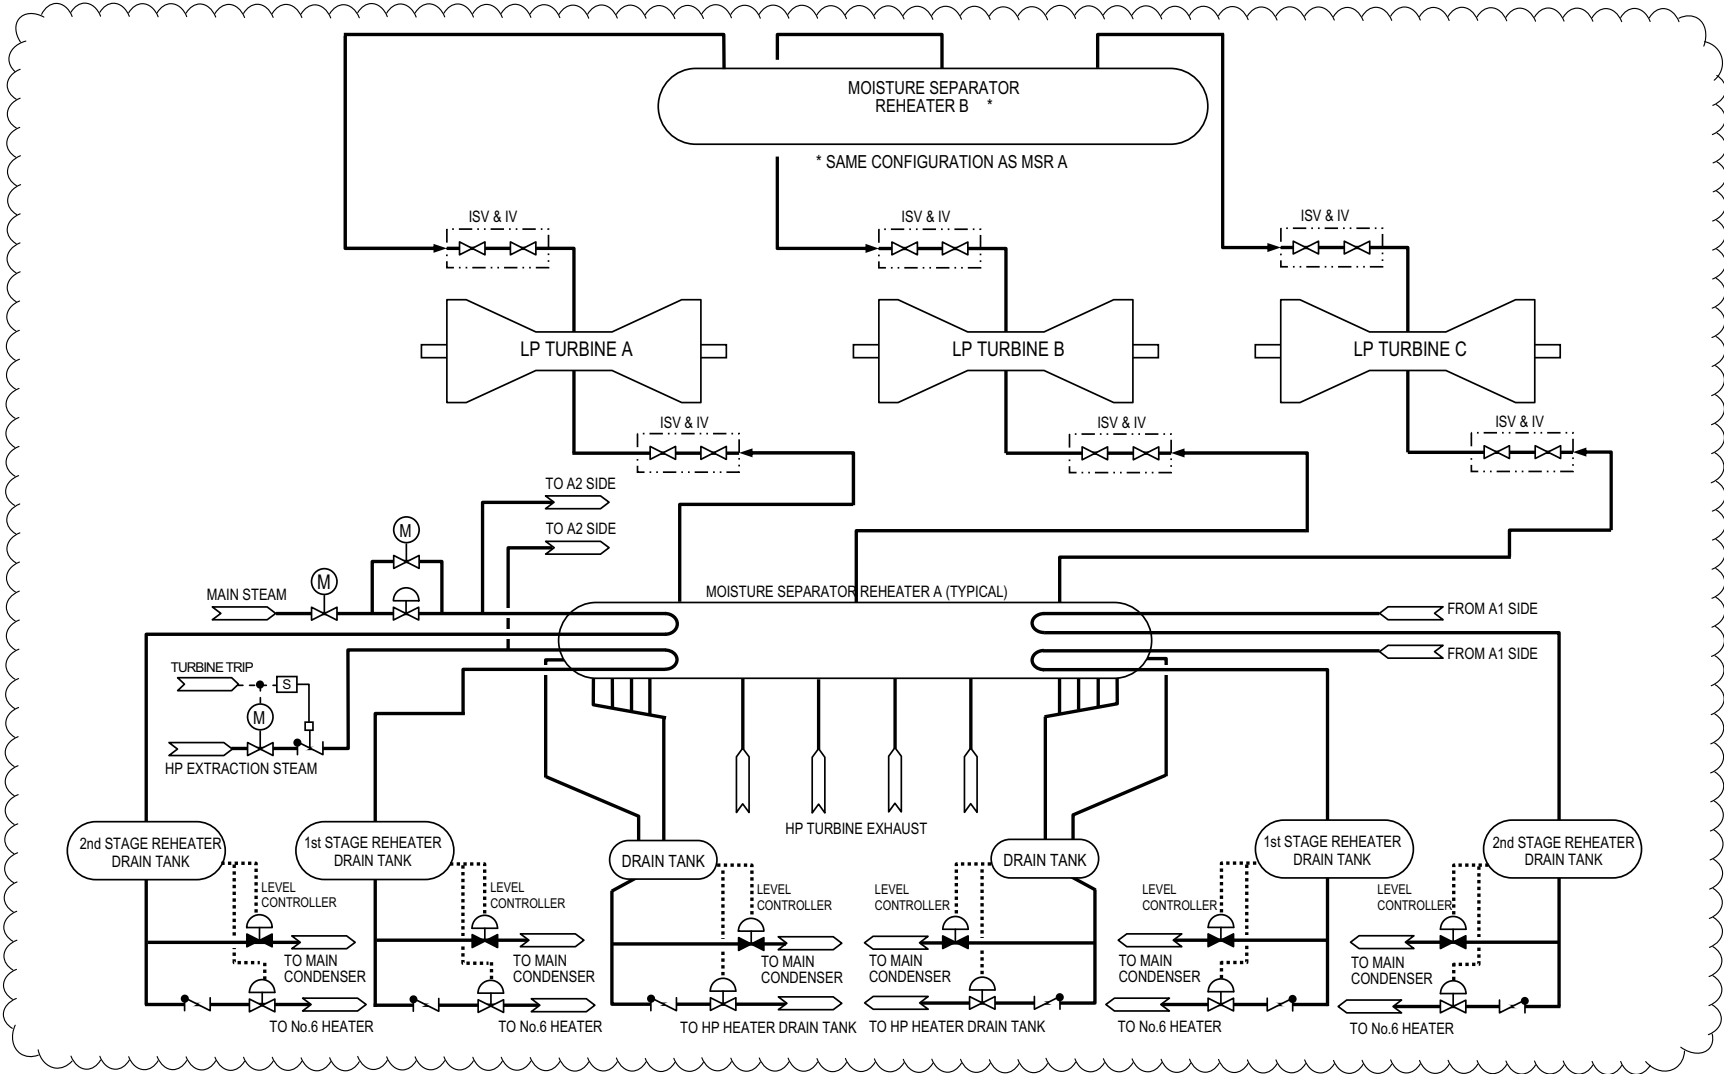 MOISTURE SEPARATOR
REHEATER B *
* SAME CONFIGURATION AS MSR A
ISV & IV
ISV & IV
ISV & IV
LP TURBINE A
LP TURBINE B
LP TURBINE C
ISV & IV
ISV & IV
ISV & IV
TO A2 SIDE
TO A2 SIDE
M
M
MAIN STEAM
MOISTURE SEPARATOR REHEATER A (TYPICAL)
FROM A1 SIDE
FROM A1 SIDE
TURBINE TRIP
S
M
HP EXTRACTION STEAM
HP TURBINE EXHAUST
2nd STAGE REHEATER
DRAIN TANK
1st STAGE REHEATER
DRAIN TANK
DRAIN TANK
DRAIN TANK
1st STAGE REHEATER
DRAIN TANK
2nd STAGE REHEATER
DRAIN TANK
LEVEL
CONTROLLER
LEVEL
CONTROLLER
LEVEL
CONTROLLER
LEVEL
CONTROLLER
LEVEL
CONTROLLER
LEVEL
CONTROLLER
TO MAIN
CONDENSER
TO MAIN
CONDENSER
TO MAIN
CONDENSER
TO MAIN
CONDENSER
TO MAIN
CONDENSER
TO MAIN
CONDENSER
TO No.6 HEATER
TO No.6 HEATER
TO HP HEATER DRAIN TANK
TO HP HEATER DRAIN TANK
TO No.6 HEATER
TO No.6 HEATER